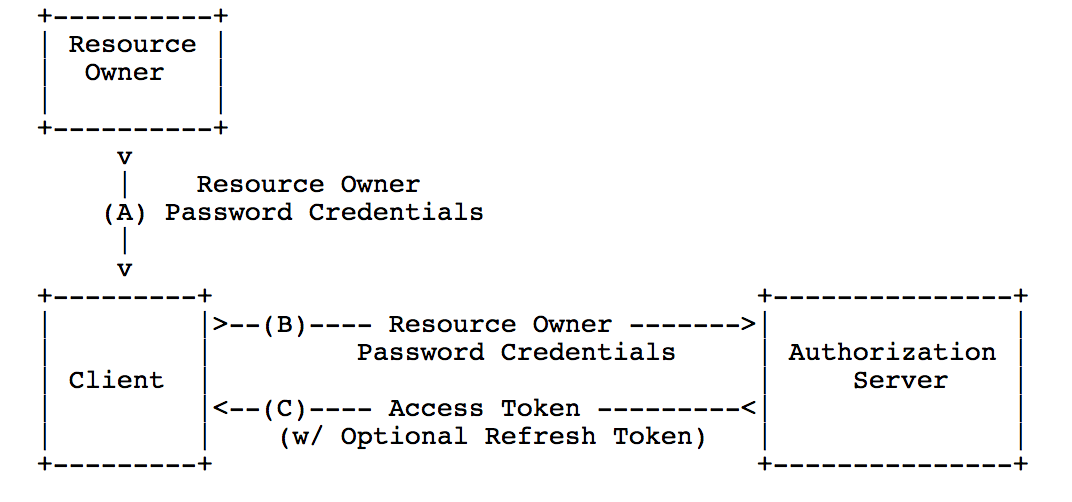 +----------+
| Resource |
|  Owner   |
|          |
+----------+
     v
     |    Resource Owner
    (A) Password Credentials
     |
     v
+---------+                                  +---------------+
|         |>--(B)---- Resource Owner ------->|               |
|         |         Password Credentials     | Authorization |
| Client  |                                  |     Server    |
|         |<--(C)---- Access Token ---------<|               |
|         |    (w/ Optional Refresh Token)   |               |
+---------+                                  +---------------+